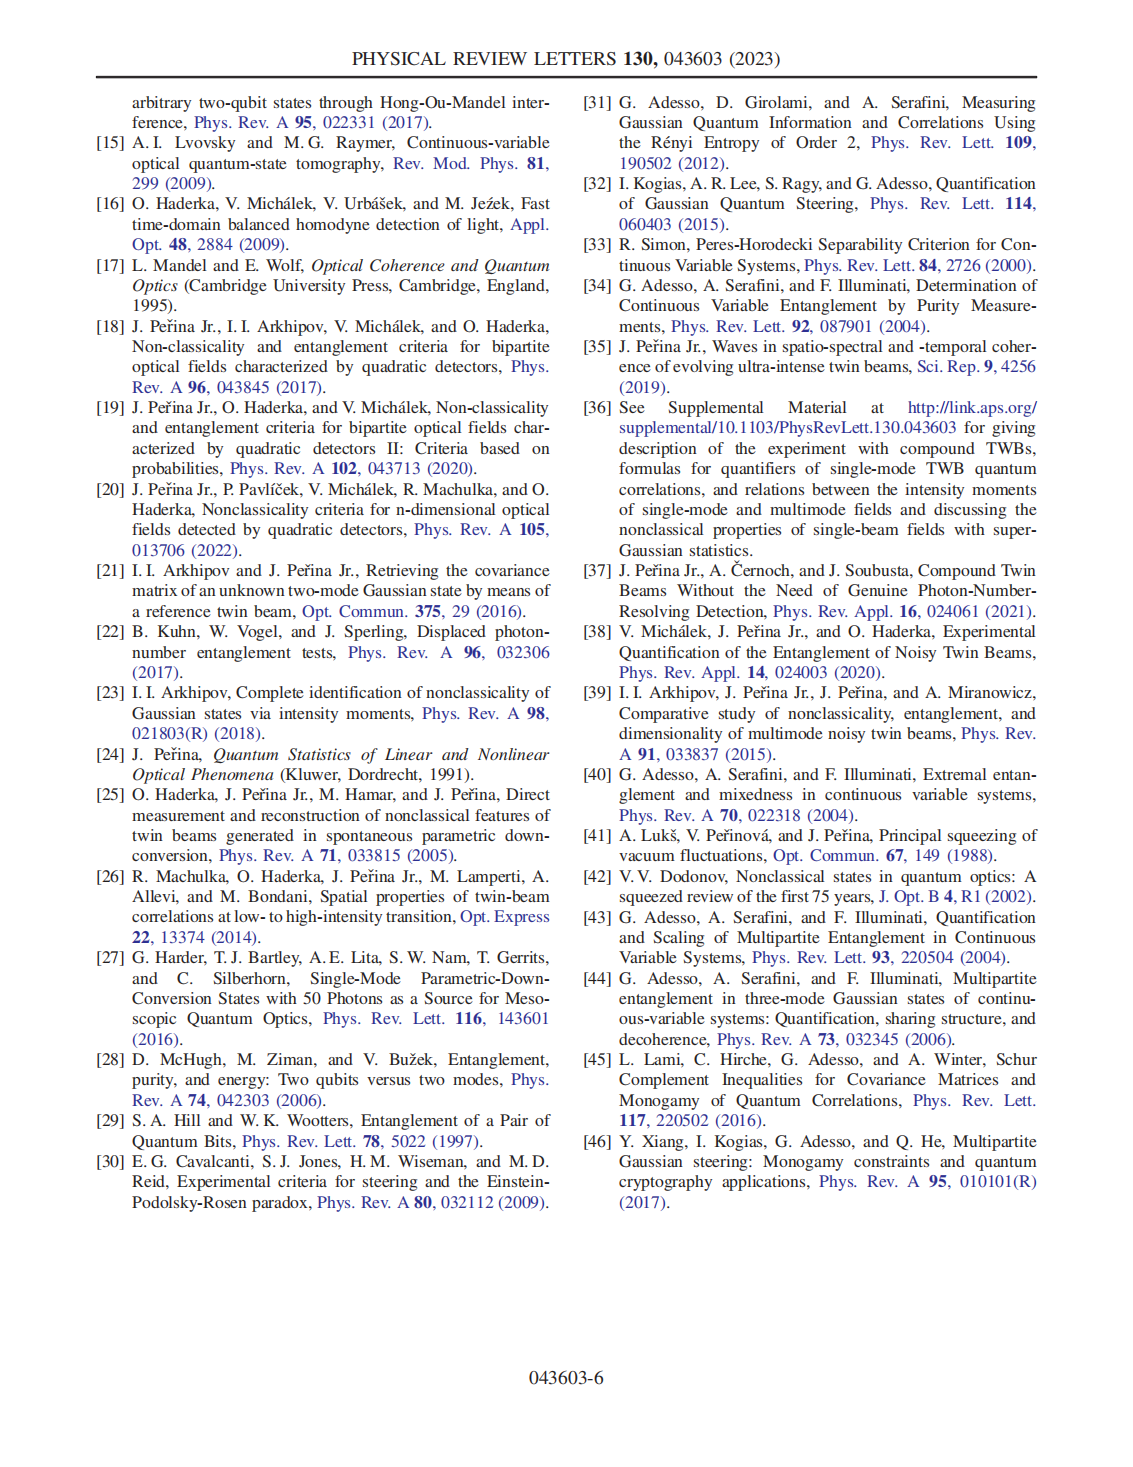 PHYSICAL REVIEW LETTERS 130, 043603 (2023)
arbitrary two-qubit states through Hong-Ou-Mandel inter-
ference, Phys. Rev. A 95, 022331 (2017).
[15] A. I. Lvovsky and M. G. Raymer, Continuous-variable
optical quantum-state tomography, Rev. Mod. Phys. 81,
299 (2009).
[16] O. Haderka, V. Michálek, V. Urbášek, and M. Ježek, Fast
time-domain balanced homodyne detection of light, Appl.
Opt. 48, 2884 (2009).
[17] L. Mandel and E. Wolf, Optical Coherence and Quantum
Optics (Cambridge University Press, Cambridge, England,
1995).
[18] J. Peřina Jr., I. I. Arkhipov, V. Michálek, and O. Haderka,
Non-classicality and entanglement criteria for bipartite
optical fields characterized by quadratic detectors, Phys.
Rev. A 96, 043845 (2017).
[19] J. Peřina Jr., O. Haderka, and V. Michálek, Non-classicality
and entanglement criteria for bipartite optical fields char-
acterized by quadratic detectors II: Criteria based on
probabilities, Phys. Rev. A 102, 043713 (2020).
[20] J. Peřina Jr., P. Pavlíček, V. Michálek, R. Machulka, and O.
Haderka, Nonclassicality criteria for n-dimensional optical
fields detected by quadratic detectors, Phys. Rev. A 105,
013706 (2022).
[21] I. I. Arkhipov and J. Peřina Jr., Retrieving the covariance
matrix of an unknown two-mode Gaussian state by means of
a reference twin beam, Opt. Commun. 375, 29 (2016).
[22] B. Kuhn, W. Vogel, and J. Sperling, Displaced photon-
number entanglement tests, Phys. Rev. A 96, 032306
(2017).
[23] I. I. Arkhipov, Complete identification of nonclassicality of
Gaussian states via intensity moments, Phys. Rev. A 98,
021803(R) (2018).
[24] J. Peřina, Quantum Statistics of Linear and Nonlinear
Optical Phenomena (Kluwer, Dordrecht, 1991).
[25] O. Haderka, J. Peřina Jr., M. Hamar, and J. Peřina, Direct
measurement and reconstruction of nonclassical features of
twin beams generated in spontaneous parametric down-
conversion, Phys. Rev. A 71, 033815 (2005).
[26] R. Machulka, O. Haderka, J. Peřina Jr., M. Lamperti, A.
Allevi, and M. Bondani, Spatial properties of twin-beam
correlations at low- to high-intensity transition, Opt. Express
22, 13374 (2014).
[27] G. Harder, T. J. Bartley, A. E. Lita, S. W. Nam, T. Gerrits,
and C. Silberhorn, Single-Mode Parametric-Down-
Conversion States with 50 Photons as a Source for Meso-
scopic Quantum Optics, Phys. Rev. Lett. 116, 143601
(2016).
[28] D. McHugh, M. Ziman, and V. Bužek, Entanglement,
purity, and energy: Two qubits versus two modes, Phys.
Rev. A 74, 042303 (2006).
[29] S. A. Hill and W. K. Wootters, Entanglement of a Pair of
Quantum Bits, Phys. Rev. Lett. 78, 5022 (1997).
[30] E. G. Cavalcanti, S. J. Jones, H. M. Wiseman, and M. D.
Reid, Experimental criteria for steering and the Einstein-
Podolsky-Rosen paradox, Phys. Rev. A 80, 032112 (2009).
[31] G. Adesso, D. Girolami, and A. Serafini, Measuring
Gaussian Quantum Information and Correlations Using
the Rényi Entropy of Order 2, Phys. Rev. Lett. 109,
190502 (2012).
[32] I. Kogias, A. R. Lee, S. Ragy, and G. Adesso, Quantification
of Gaussian Quantum Steering, Phys. Rev. Lett. 114,
060403 (2015).
[33] R. Simon, Peres-Horodecki Separability Criterion for Con-
tinuous Variable Systems, Phys. Rev. Lett. 84, 2726 (2000).
[34] G. Adesso, A. Serafini, and F. Illuminati, Determination of
Continuous Variable Entanglement by Purity Measure-
ments, Phys. Rev. Lett. 92, 087901 (2004).
[35] J. Peřina Jr., Waves in spatio-spectral and -temporal coher-
ence of evolving ultra-intense twin beams, Sci. Rep. 9, 4256
(2019).
[36] See Supplemental Material at http://link.aps.org/
supplemental/10.1103/PhysRevLett.130.043603 for giving
description of the experiment with compound TWBs,
formulas for quantifiers of single-mode TWB quantum
correlations, and relations between the intensity moments
of single-mode and multimode fields and discussing the
nonclassical properties of single-beam fields with super-
Gaussian statistics.
[37] J. Peřina Jr., A. Černoch, and J. Soubusta, Compound Twin
Beams Without the Need of Genuine Photon-Number-
Resolving Detection, Phys. Rev. Appl. 16, 024061 (2021).
[38] V. Michálek, J. Peřina Jr., and O. Haderka, Experimental
Quantification of the Entanglement of Noisy Twin Beams,
Phys. Rev. Appl. 14, 024003 (2020).
[39] I. I. Arkhipov, J. Peřina Jr., J. Peřina, and A. Miranowicz,
Comparative study of nonclassicality, entanglement, and
dimensionality of multimode noisy twin beams, Phys. Rev.
A 91, 033837 (2015).
[40] G. Adesso, A. Serafini, and F. Illuminati, Extremal entan-
glement and mixedness in continuous variable systems,
Phys. Rev. A 70, 022318 (2004).
[41] A. Lukš, V. Peřinová, and J. Peřina, Principal squeezing of
vacuum fluctuations, Opt. Commun. 67, 149 (1988).
[42] V. V. Dodonov, Nonclassical states in quantum optics: A
squeezed review of the first 75 years, J. Opt. B 4, R1 (2002).
[43] G. Adesso, A. Serafini, and F. Illuminati, Quantification
and Scaling of Multipartite Entanglement in Continuous
Variable Systems, Phys. Rev. Lett. 93, 220504 (2004).
[44] G. Adesso, A. Serafini, and F. Illuminati, Multipartite
entanglement in three-mode Gaussian states of continu-
ous-variable systems: Quantification, sharing structure, and
decoherence, Phys. Rev. A 73, 032345 (2006).
[45] L. Lami, C. Hirche, G. Adesso, and A. Winter, Schur
Complement Inequalities for Covariance Matrices and
Monogamy of Quantum Correlations, Phys. Rev. Lett.
117, 220502 (2016).
[46] Y. Xiang, I. Kogias, G. Adesso, and Q. He, Multipartite
Gaussian steering: Monogamy constraints and quantum
cryptography applications, Phys. Rev. A 95, 010101(R)
(2017).
043603-6